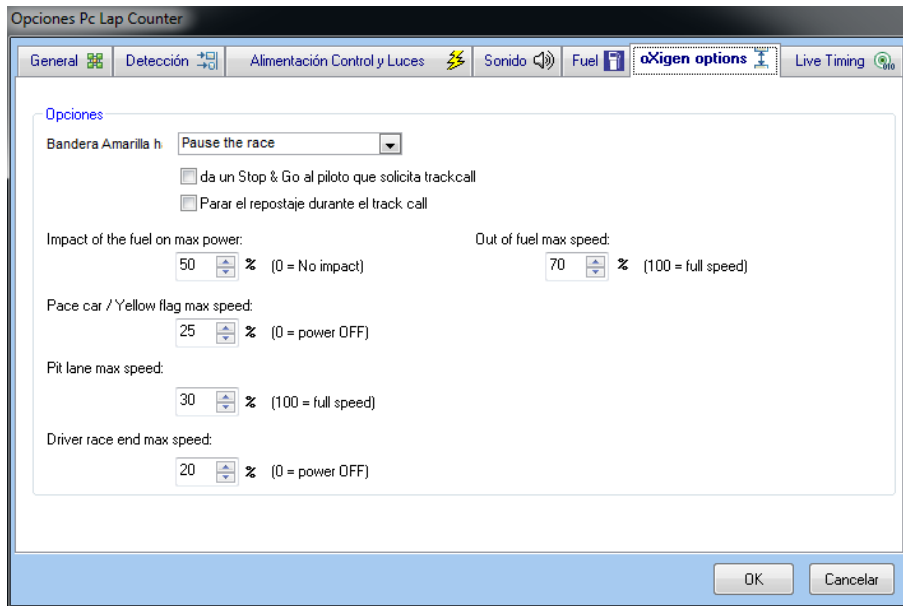 Opciones Pc Lap Counter
General Detección Alimentación Control y Luces Sonido Fuel oXigen options Live Timing
Opciones
Bandera Amarilla h Pause the race
da un Stop & Go al piloto que solicita trackcall
Parar el repostaje durante el track call
Impact of the fuel on max power: Out of fuel max speed:
50 % (0 = No impact) 70 % (100 = full speed)
Pace car / Yellow flag max speed:
25 % (0 = power OFF)
Pit lane max speed:
30 % (100 = full speed)
Driver race end max speed:
20 % (0 = power OFF)
OK Cancelar